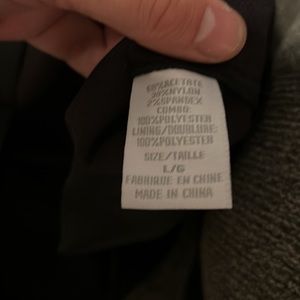 % ACETATE
% NYLON
% SPANDEX
COMBO:
100% POLYESTER
LINING/DOUBLURE:
100% POLYESTER
SIZE/TAILLE
L/G
FABRIQUE EN CHINE
MADE IN CHINA